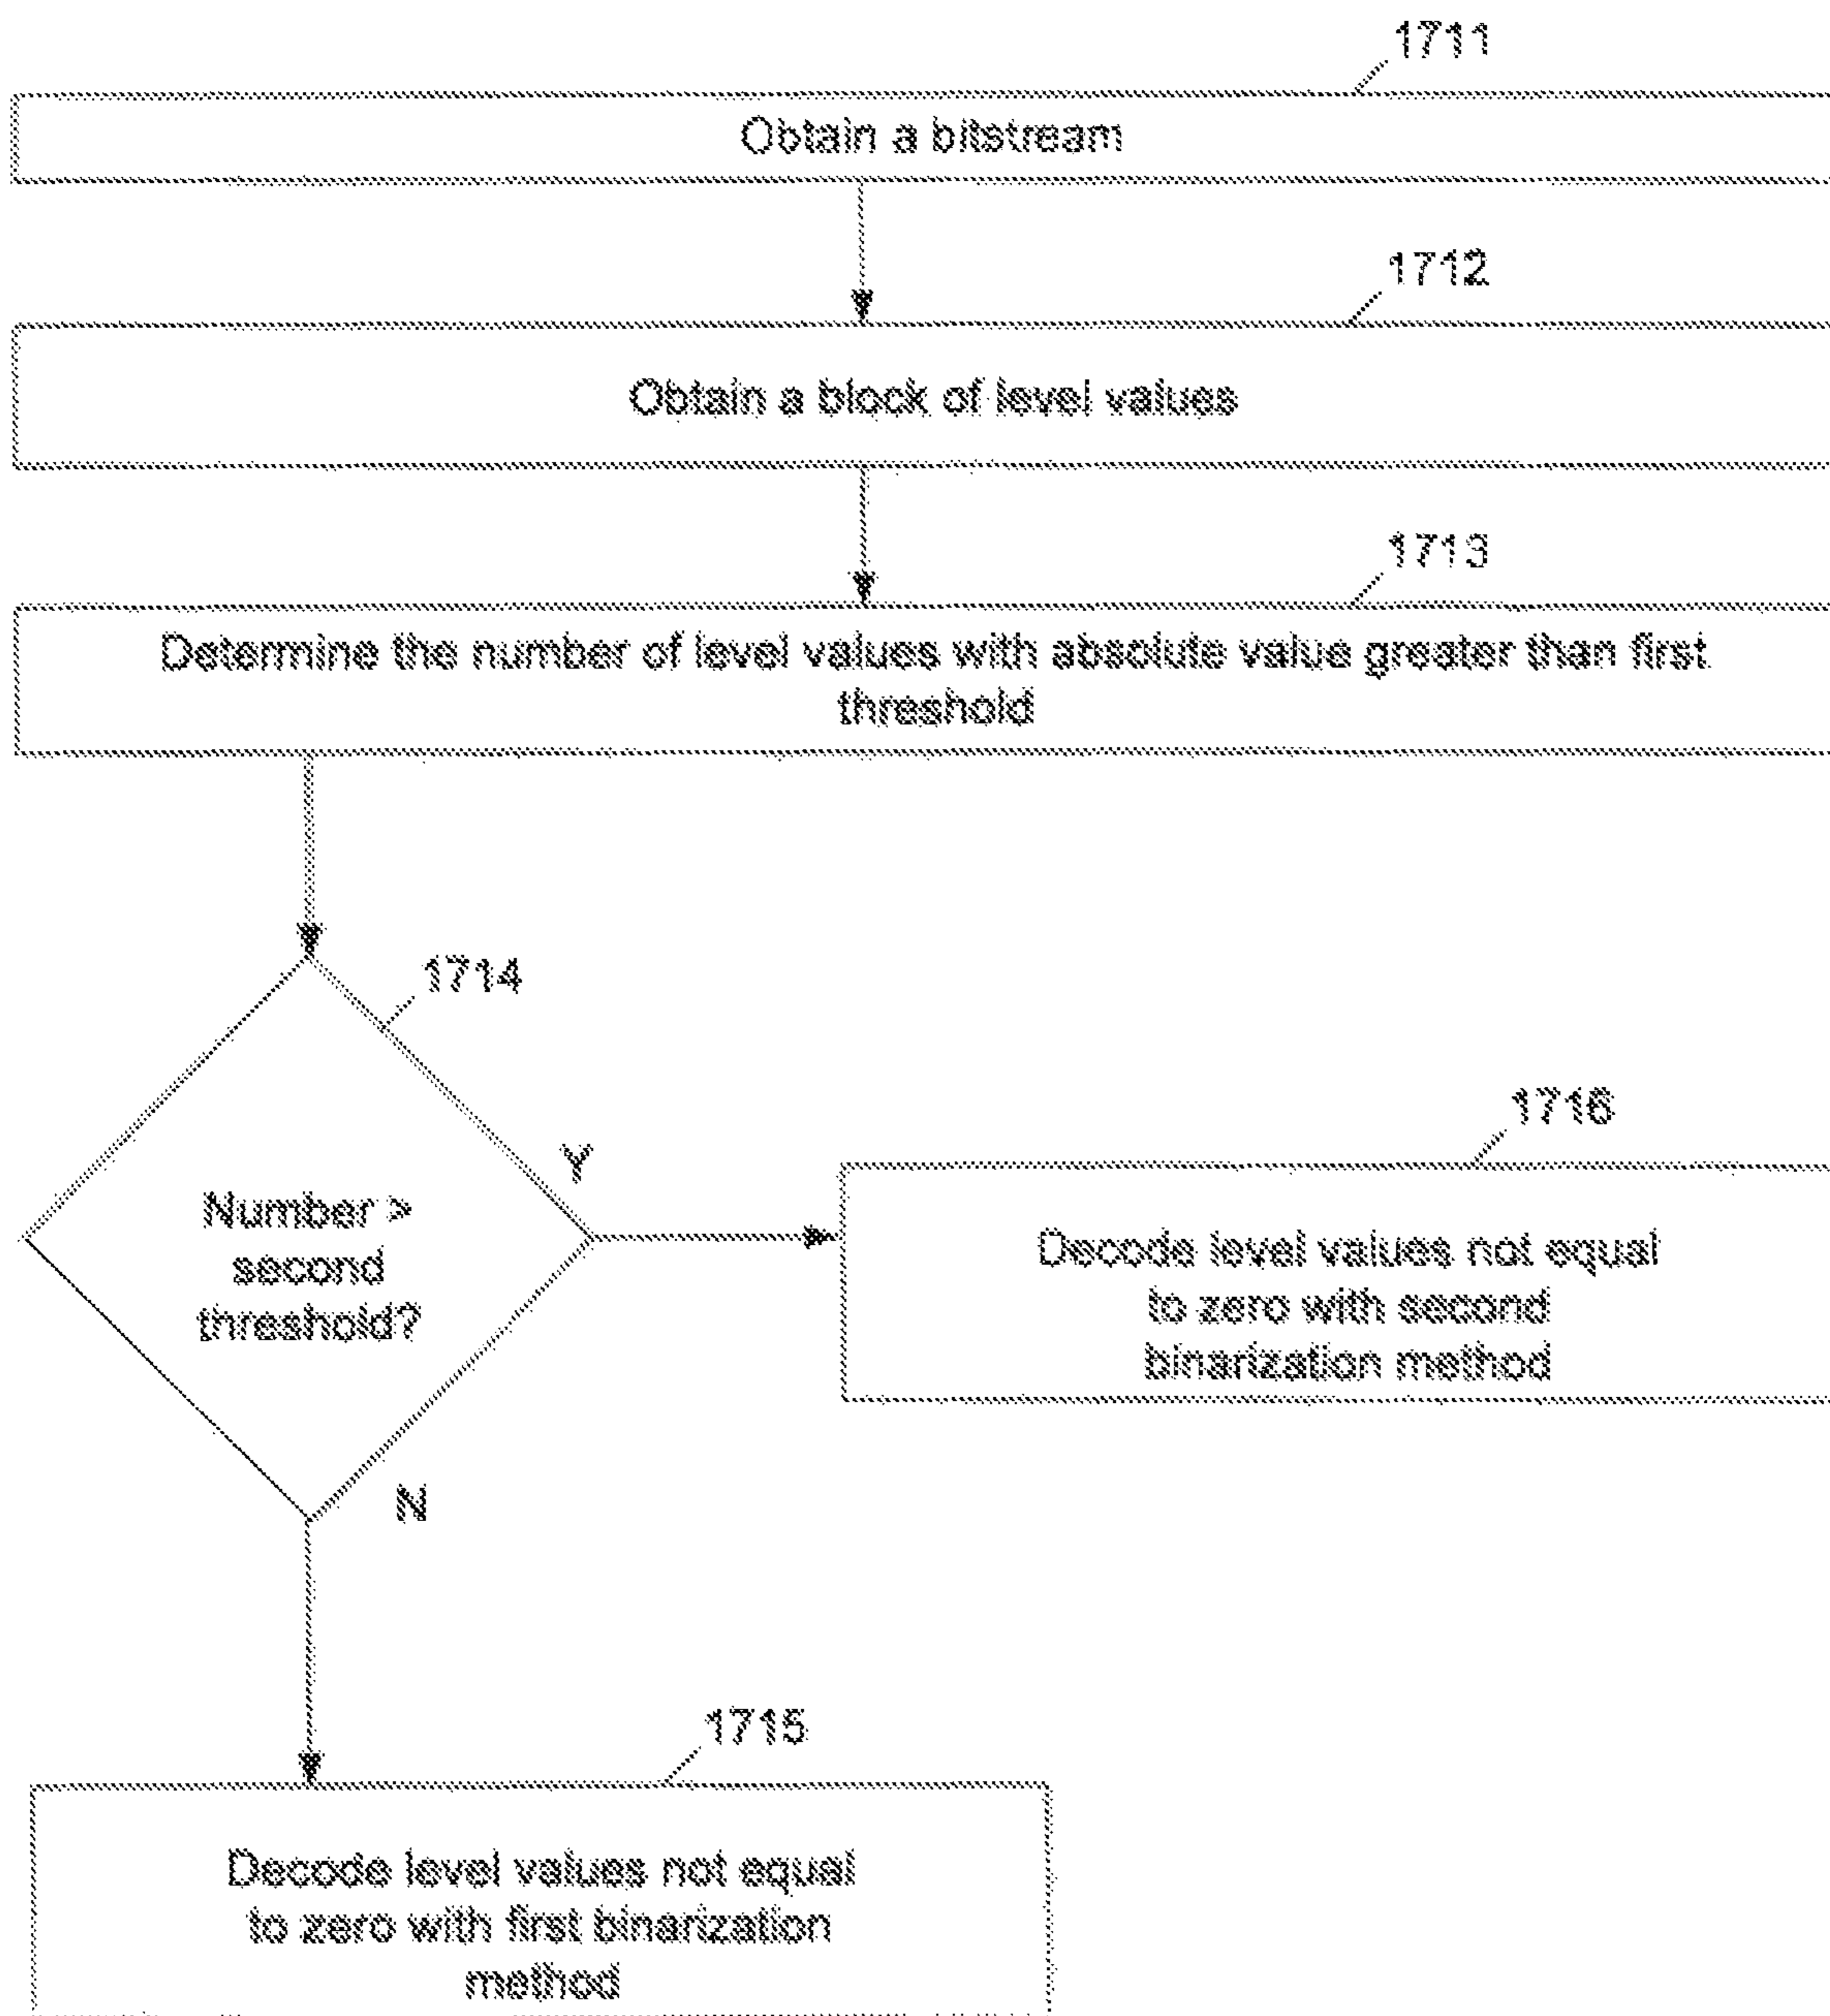 1711
Obtain a bitstream
1712
Obtain a block of level values
1713
Determine the number of level values with absolute value greater than first
threshold
1714
Number >
second
threshold?
Y
1716
Decode level values not equal
to zero with second
binarization method
N
1715
Decode level values not equal
to zero with first binarization
method